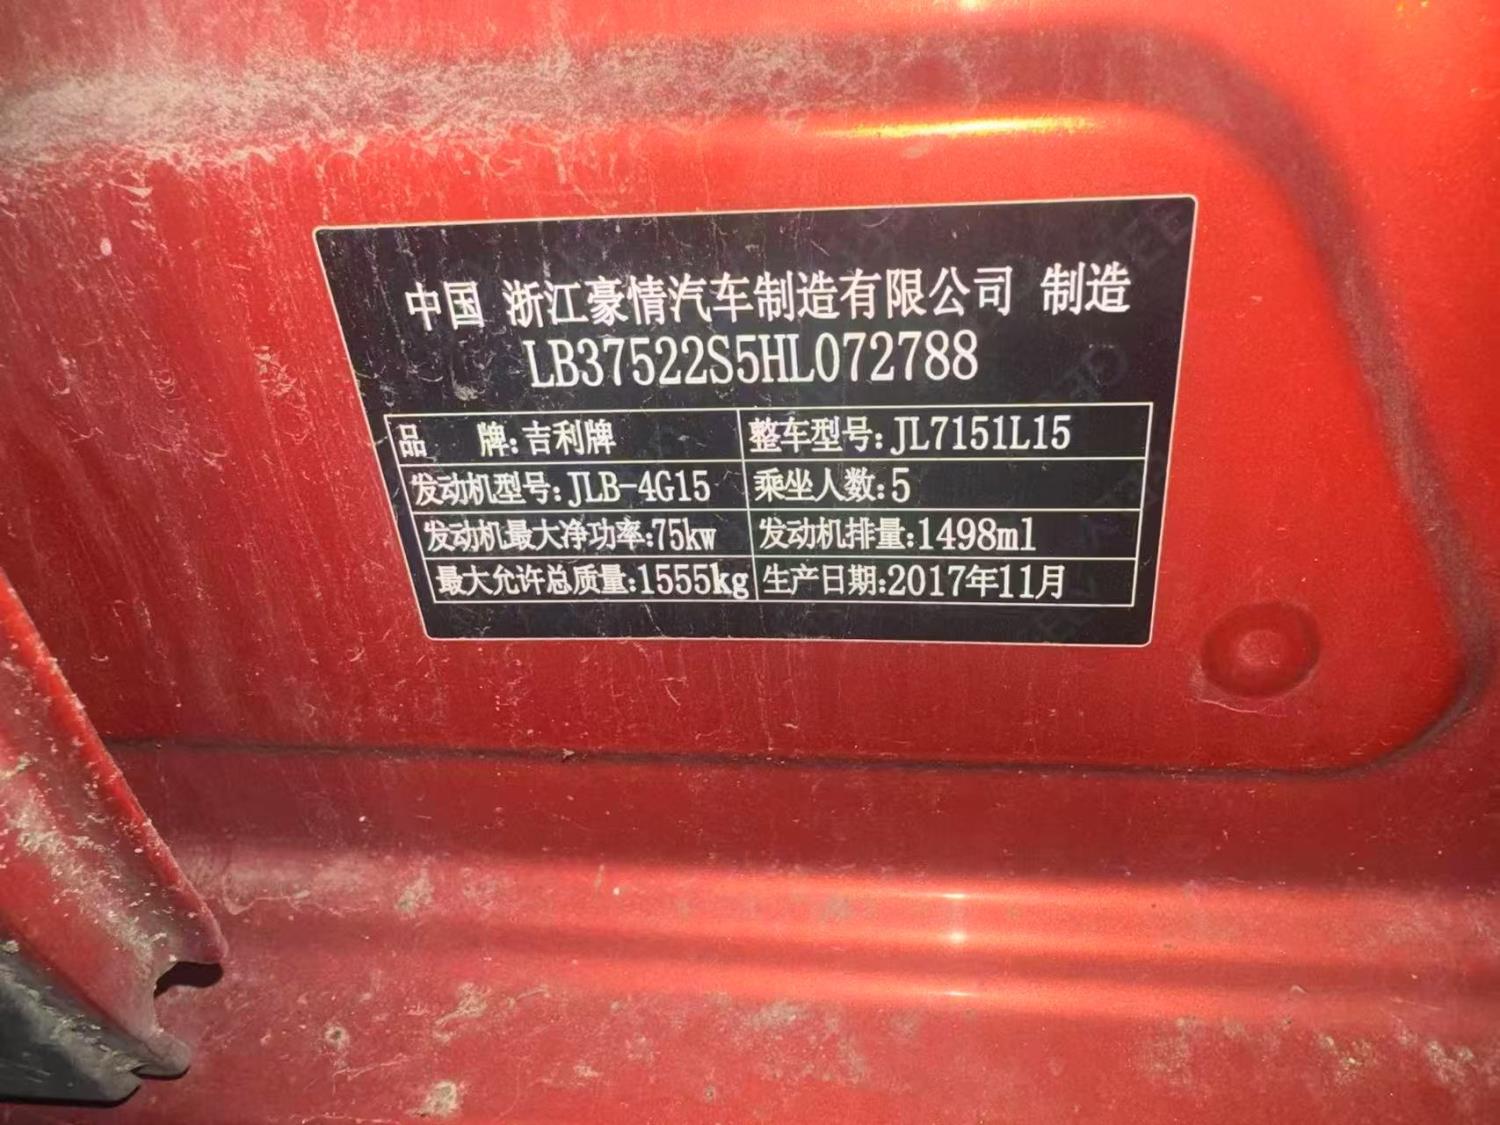 中国 浙江豪情汽车制造有限公司 制造
LB37522S5HL072788
品 牌:吉利牌 整车型号:JL7151L15
发动机型号:JLB-4G15 乘坐人数:5
发动机最大净功率:75kw 发动机排量:1498ml
最大允许总质量:1555kg 生产日期:2017年11月